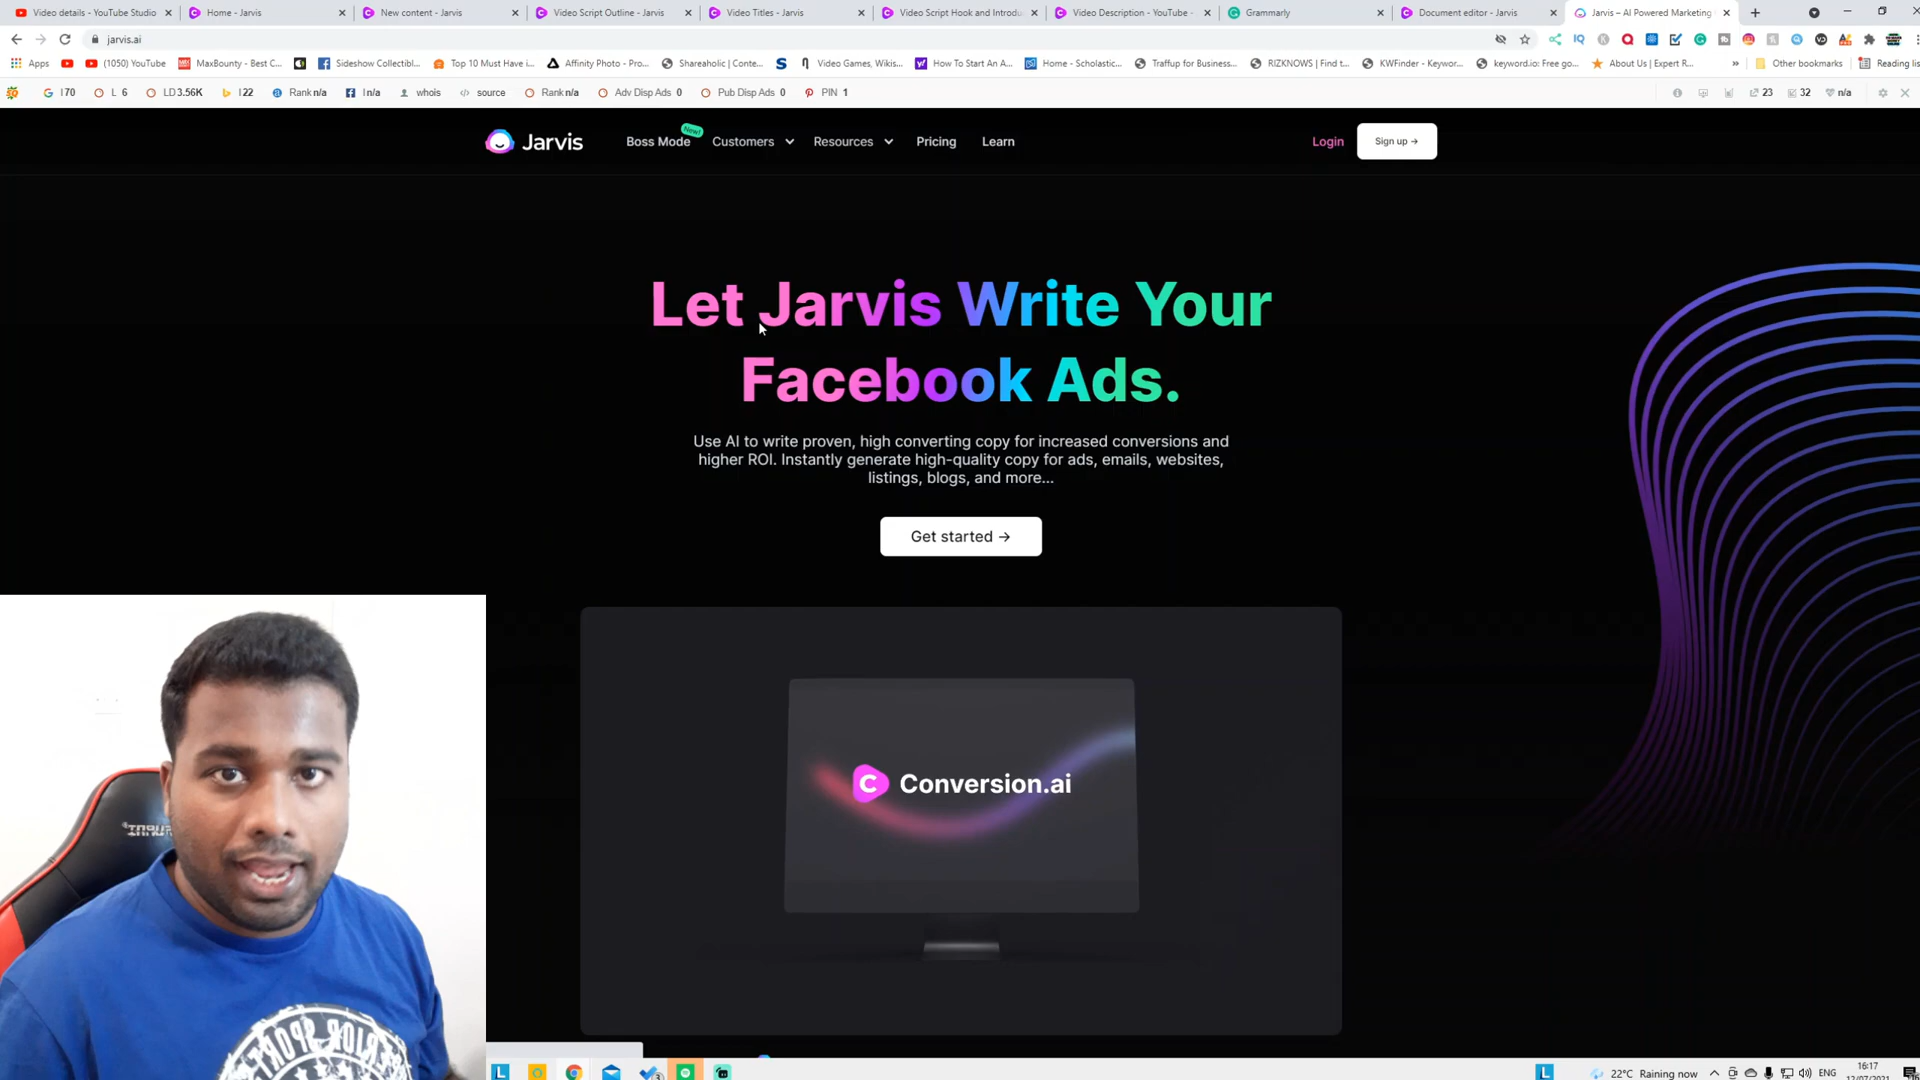 Video details - YouTube Studio
Home - Jarvis
New content - Jarvis
Video Script Outline - Jarvis
Video Titles - Jarvis
Video Script Hook and Introdu
Video Description - YouTube -
Grammarly
Document editor - Jarvis
Jarvis – AI Powered Marketing
jarvis.ai
Apps
(1050) YouTube
MaxBounty - Best C...
Sideshow Collectibl...
Top 10 Must Have i...
Affinity Photo - Pro...
Shareaholic | Conte...
Video Games, Wikis...
How To Start An A...
Home - Scholastic...
Traffup for Business...
RIZKNOWS | Find t...
KWFinder - Keywor...
keyword.io: Free go...
About Us | Expert R...
Other bookmarks
Reading list
I 70
L 6
LD 3.56K
I 22
Rank n/a
I n/a
whois
source
Rank n/a
Adv Disp Ads 0
Pub Disp Ads 0
PIN 1
23
32
n/a
Jarvis
Boss Mode
New!
Customers
Resources
Pricing
Learn
Login
Sign up →
Let Jarvis Write Your
Facebook Ads.
Use AI to write proven, high converting copy for increased conversions and
higher ROI. Instantly generate high-quality copy for ads, emails, websites,
listings, blogs, and more...
Get started →
C Conversion.ai
22°C Raining now
ENG
16:17